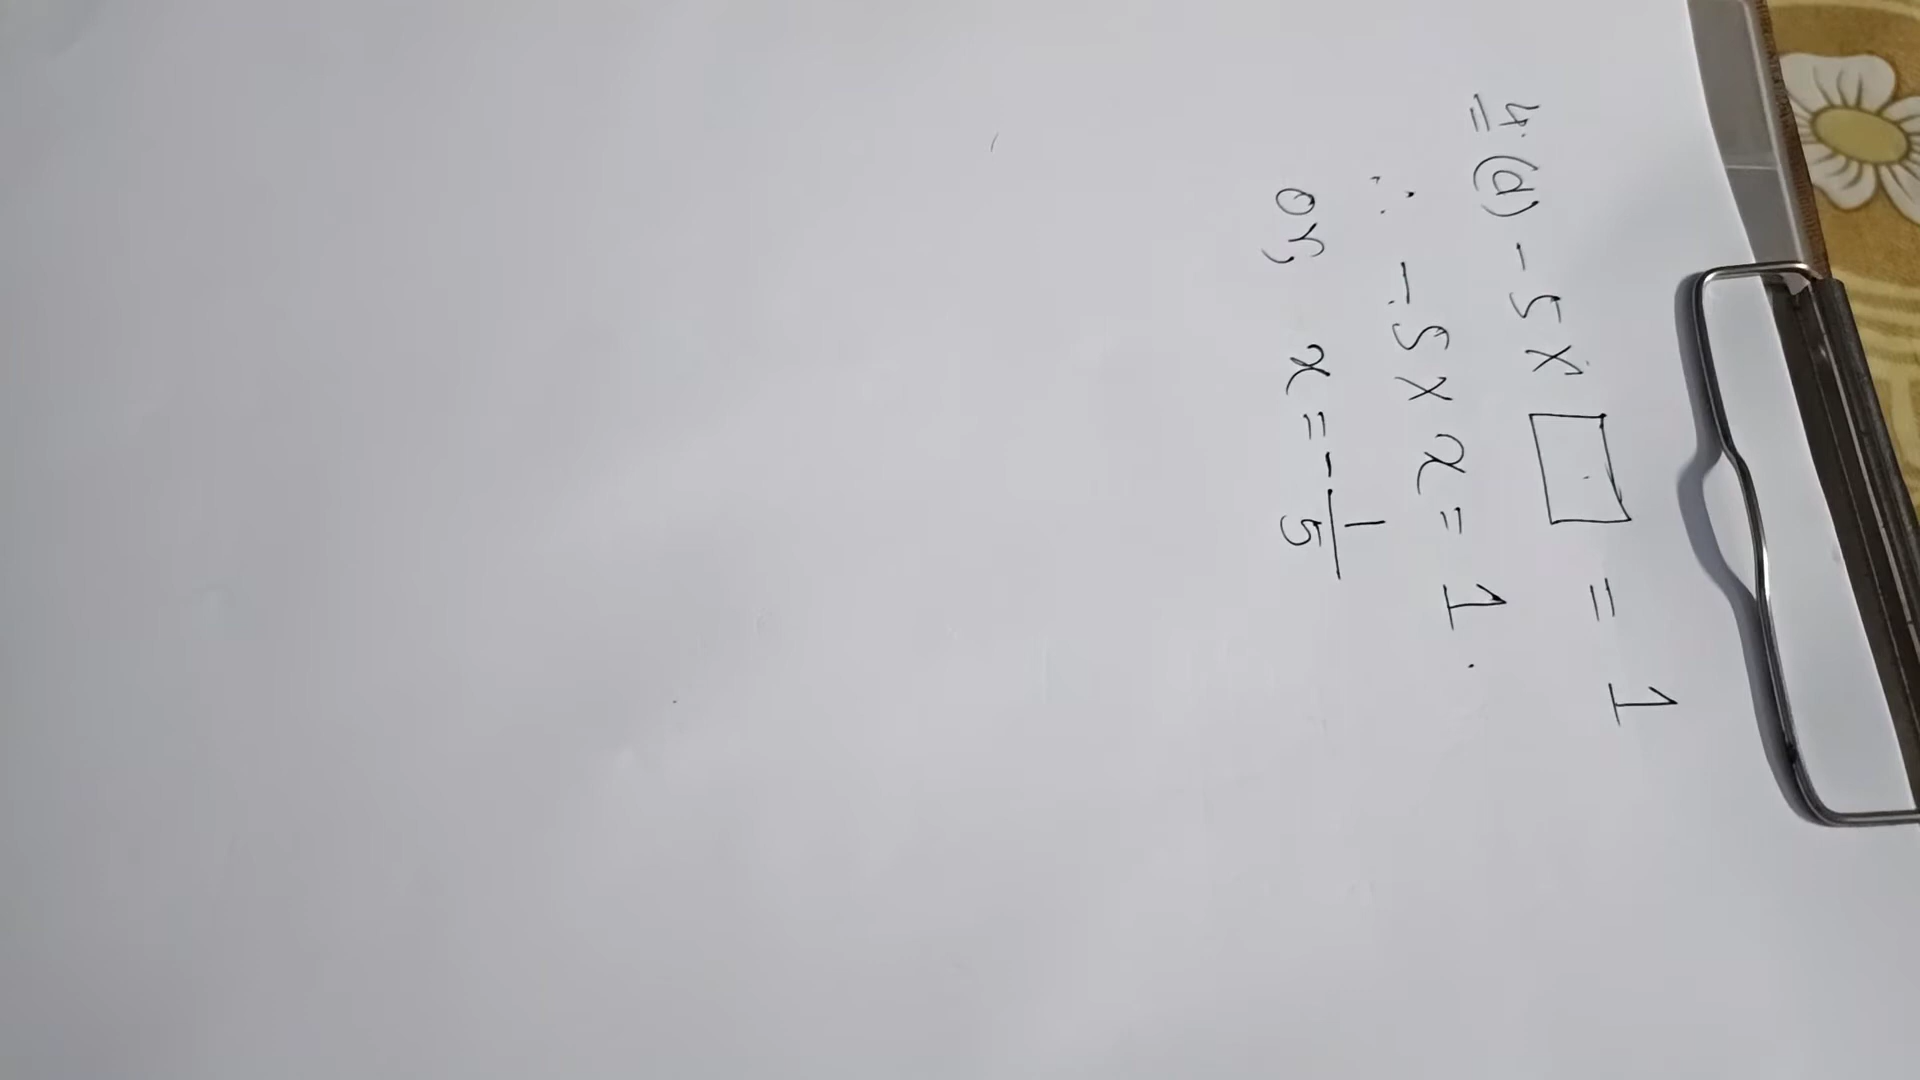 4. (d) - 5 × □ = 1
∴ - 5 × x = 1.
or, x = - 1/5